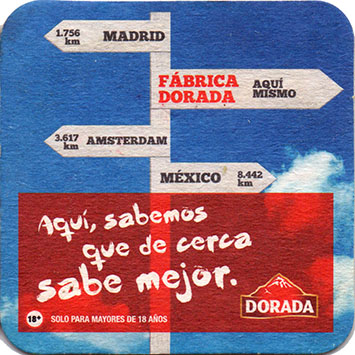 1.756 km MADRID
FÁBRICA DORADA AQUÍ MISMO
3.617 km AMSTERDAM
MÉXICO 8.442 km
Aquí, sabemos
que de cerca
sabe mejor.
DORADA
18+ SOLO PARA MAYORES DE 18 AÑOS